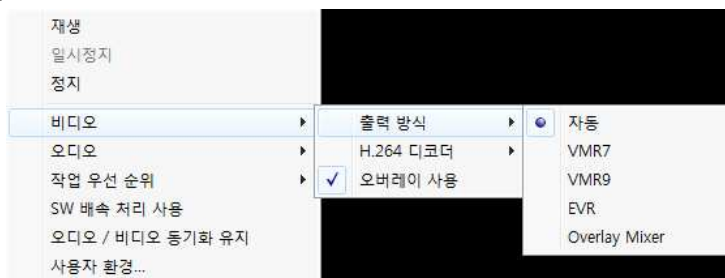 재생
일시정지
정지
비디오
오디오
작업 우선 순위
SW 배속 처리 사용
오디오 / 비디오 동기화 유지
사용자 환경...
출력 방식
H.264 디코더
오버레이 사용
자동
VMR7
VMR9
EVR
Overlay Mixer